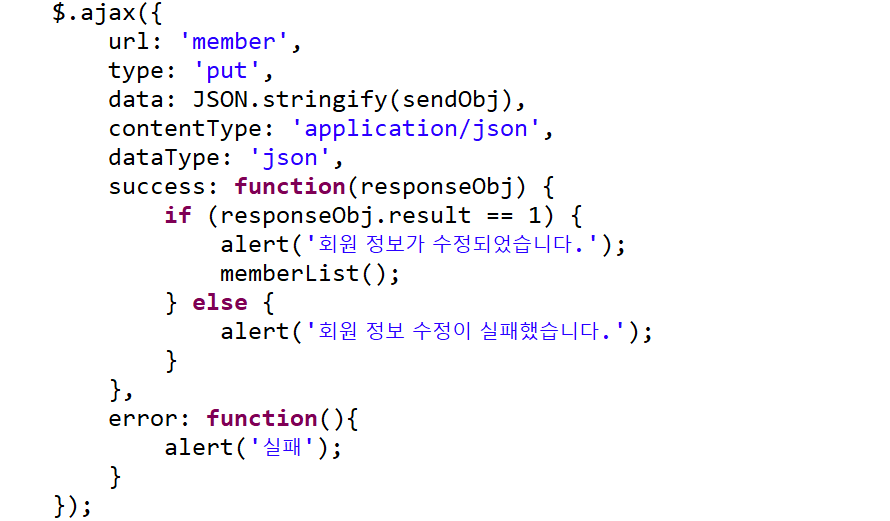 $.ajax({
    url: 'member',
    type: 'put',
    data: JSON.stringify(sendObj),
    contentType: 'application/json',
    dataType: 'json',
    success: function(responseObj) {
        if (responseObj.result == 1) {
            alert('회원 정보가 수정되었습니다.');
            memberList();
        } else {
            alert('회원 정보 수정이 실패했습니다.');
        }
    },
    error: function(){
        alert('실패');
    }
});